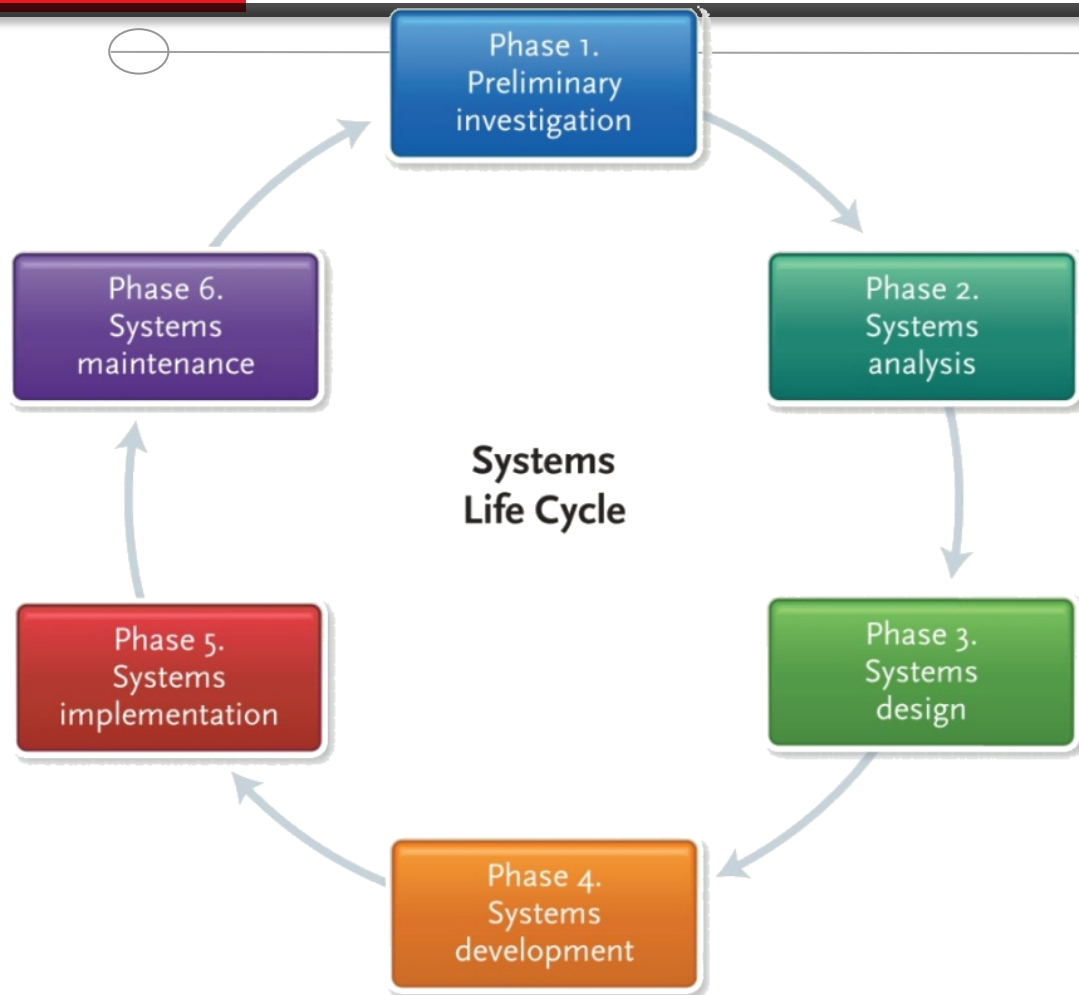 Phase 1.
Preliminary
investigation
Phase 2.
Systems
analysis
Phase 3.
Systems
design
Phase 4.
Systems
development
Phase 5.
Systems
implementation
Phase 6.
Systems
maintenance
Systems
Life Cycle